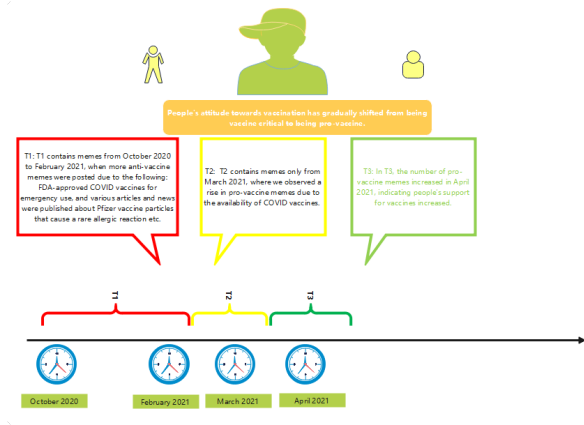 People's attitude towards vaccination has gradually shifted from being
vaccine critical to being pro-vaccine.
T1: T1 contains memes from October 2020
to February 2021, when more anti-vaccine
memes were posted due to the following:
FDA-approved COVID vaccines for
emergency use, and various articles and news
were published about Pfizer vaccine particles
that cause a rare allergic reaction etc.
T2: T2 contains memes only from
March 2021, where we observed a
rise in pro-vaccine memes due to
the availability of COVID vaccines.
T3: In T3, the number of pro-
vaccine memes increased in April
2021, indicating people's support
for vaccines increased.
T1
T2
T3
October 2020
February 2021
March 2021
April 2021